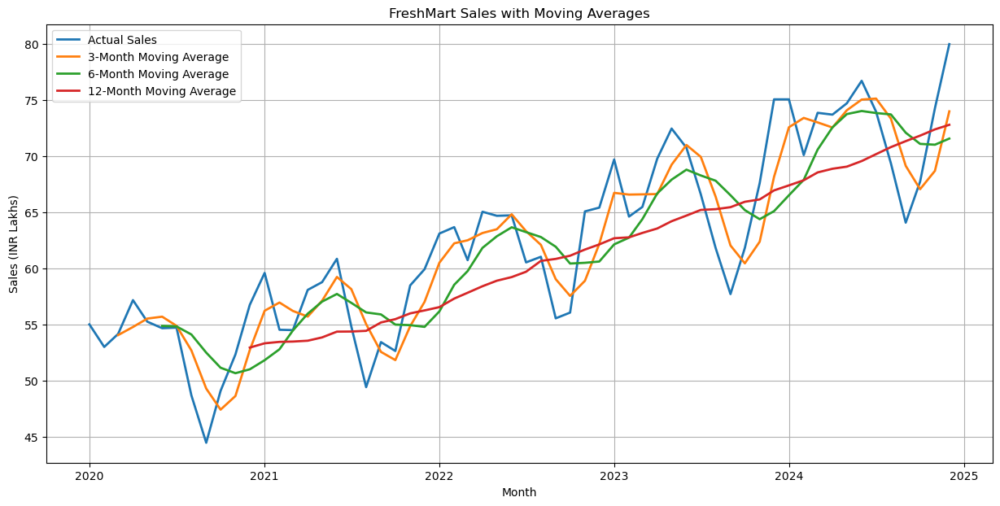 FreshMart Sales with Moving Averages
Actual Sales
3-Month Moving Average
6-Month Moving Average
12-Month Moving Average
80
75
70
65
60
55
50
45
Sales (INR Lakhs)
2020 2021 2022 2023 2024 2025
Month